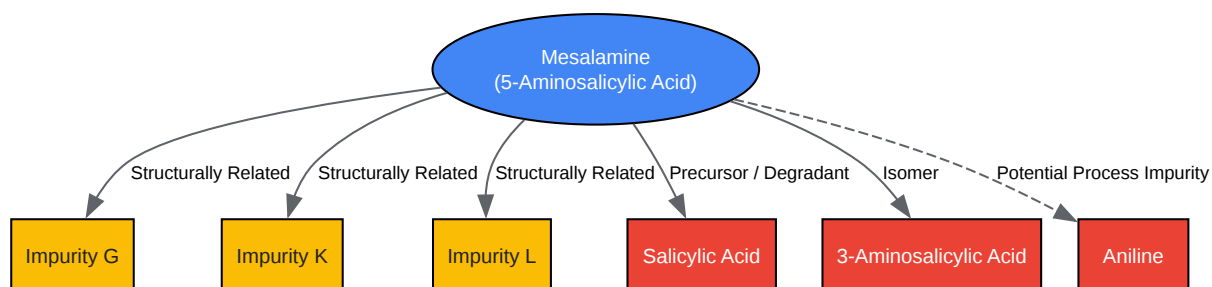 Mesalamine
(5-Aminosalicylic Acid)
Structurally Related
Structurally Related
Structurally Related
Precursor / Degradant
Isomer
Potential Process Impurity
Impurity G
Impurity K
Impurity L
Salicylic Acid
3-Aminosalicylic Acid
Aniline